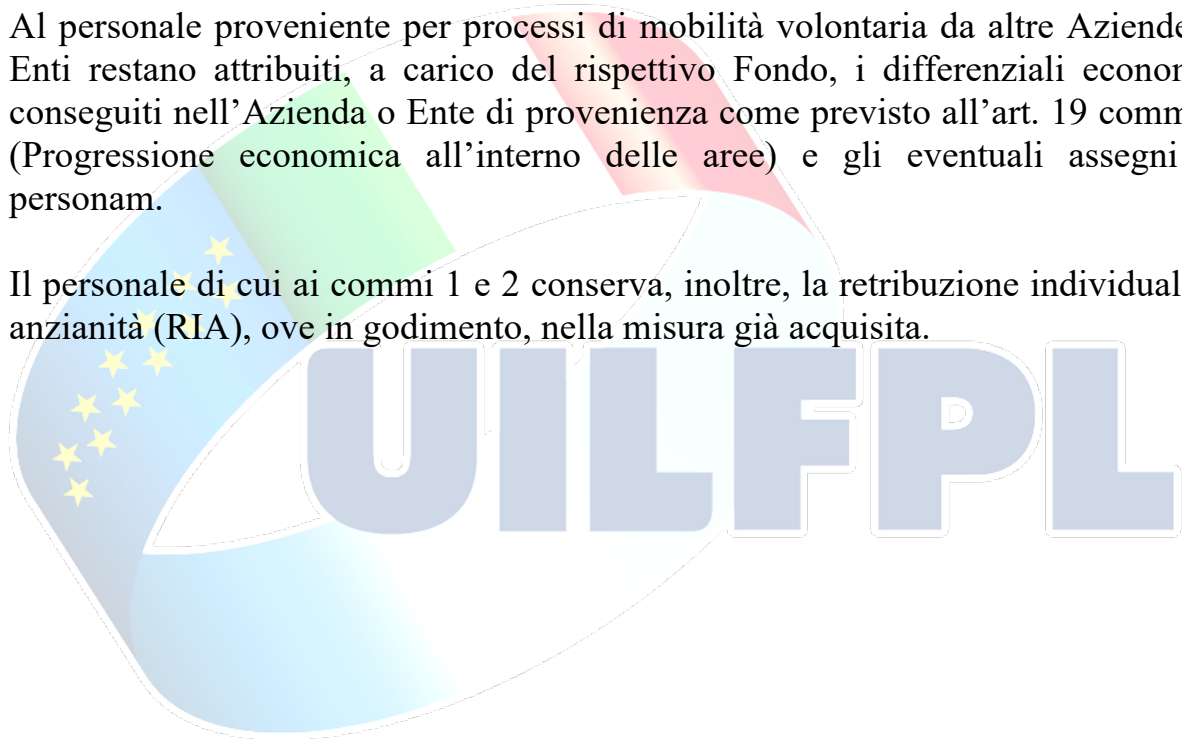 Al personale proveniente per processi di mobilità volontaria da altre Aziende
Enti restano attribuiti, a carico del rispettivo Fondo, i differenziali econom
conseguiti nell’Azienda o Ente di provenienza come previsto all’art. 19 comm
(Progressione economica all’interno delle aree) e gli eventuali assegni
personam.
Il personale di cui ai commi 1 e 2 conserva, inoltre, la retribuzione individual
anzianità (RIA), ove in godimento, nella misura già acquisita.
UILFPL